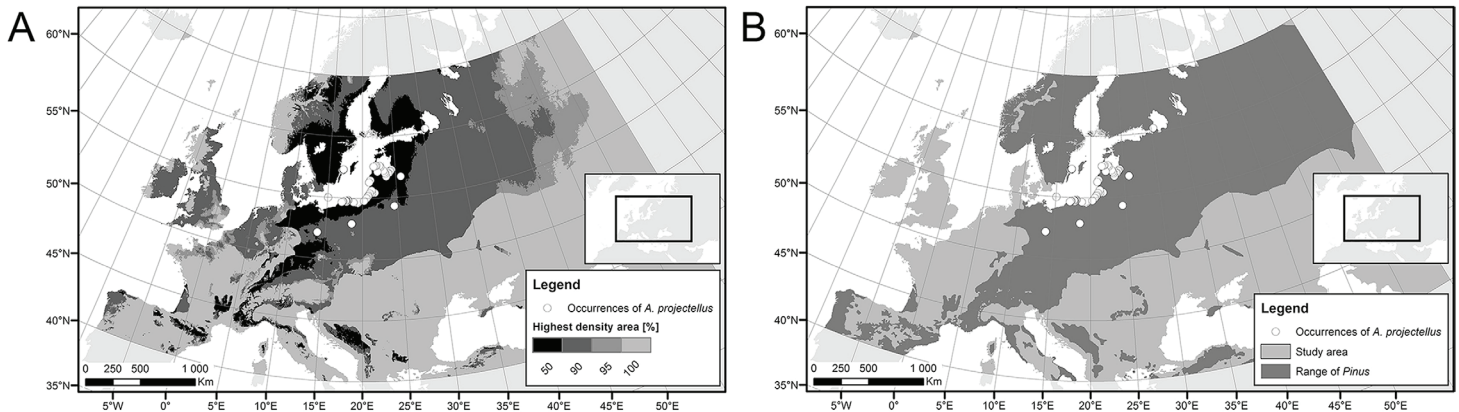 A
60°N
55°N
50°N
45°N
40°N
35°N
5°W 0° 5°E 10°E 15°E 20°E 25°E 30°E 35°E 40°E 45°E 50°E
0 250 500 1 000
Km
Legend
Occurrences of A. projectellus
Highest density area [%]
50 90 95 100
B
60°N
55°N
50°N
45°N
40°N
35°N
5°W 0° 5°E 10°E 15°E 20°E 25°E 30°E 35°E 40°E 45°E 50°E
0 250 500 1 000
Km
Legend
Occurrences of A. projectellus
Study area
Range of Pinus